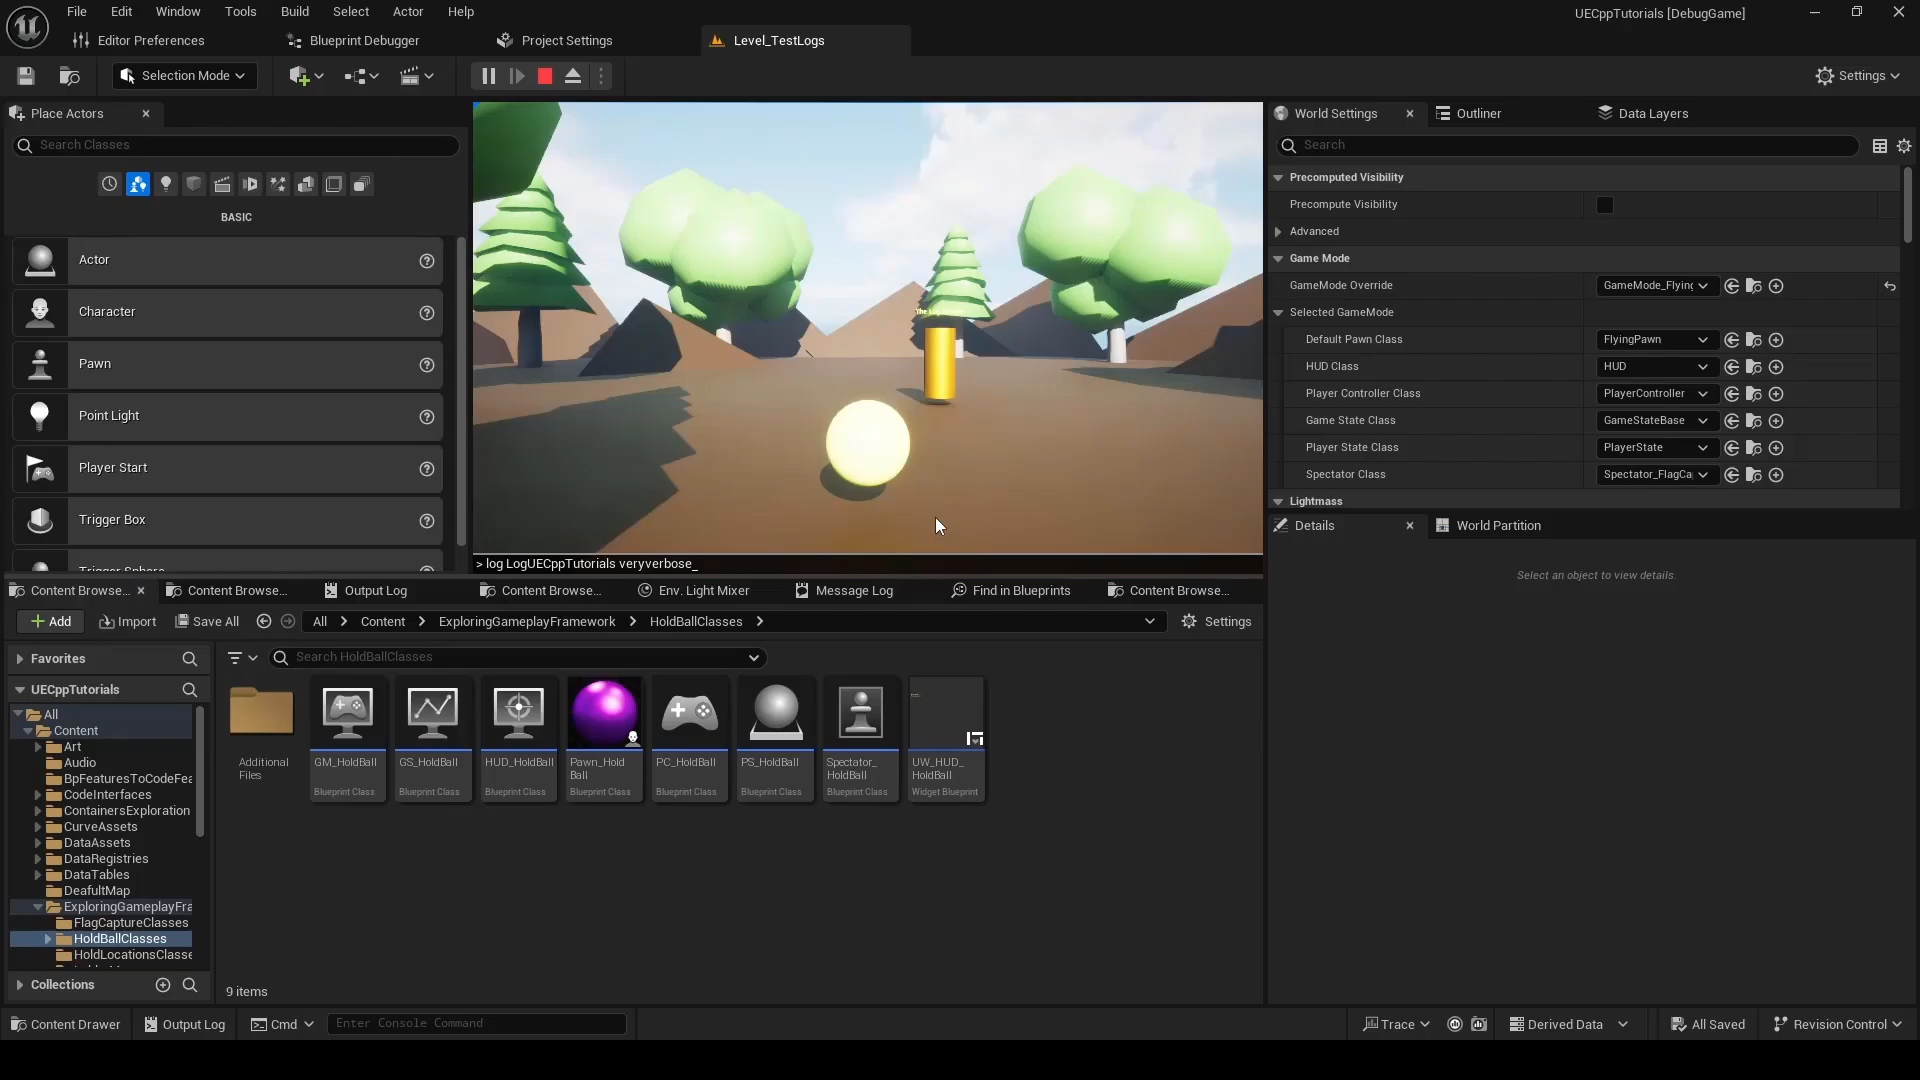 File Edit Window Tools Build Select Actor Help
UECppTutorials [DebugGame]
Editor Preferences
Blueprint Debugger
Project Settings
Level_TestLogs
Selection Mode
Settings
Place Actors
Search Classes
BASIC
Actor
Character
Pawn
Point Light
Player Start
Trigger Box
> log LogUECppTutorials veryverbose_
World Settings
Outliner
Data Layers
Search
Precomputed Visibility
Precompute Visibility
Advanced
Game Mode
GameMode Override
GameMode_Flying
Selected GameMode
Default Pawn Class
FlyingPawn
HUD Class
HUD
Player Controller Class
PlayerController
Game State Class
GameStateBase
Player State Class
PlayerState
Spectator Class
Spectator_FlagCa
Lightmass
Details
World Partition
Select an object to view details.
Content Browse...
Content Browse...
Output Log
Content Browse...
Env. Light Mixer
Message Log
Find in Blueprints
Content Browse...
Add
Import
Save All
All > Content > ExploringGameplayFramework > HoldBallClasses >
Settings
Favorites
Search HoldBallClasses
UECppTutorials
All
Content
Art
Audio
BpFeaturesToCodeFea
CodeInterfaces
ContainersExploration
CurveAssets
DataAssets
DataRegistries
DataTables
DeafultMap
ExploringGameplayFra
FlagCaptureClasses
HoldBallClasses
HoldLocationsClasse
Collections
Additional
Files
GM_HoldBall
Blueprint Class
GS_HoldBall
Blueprint Class
HUD_HoldBall
Blueprint Class
Pawn_Hold
Ball
Blueprint Class
PC_HoldBall
Blueprint Class
PS_HoldBall
Blueprint Class
Spectator_
HoldBall
Blueprint Class
UW_HUD_
HoldBall
Widget Blueprint
9 items
Content Drawer
Output Log
Cmd
Enter Console Command
Trace
Derived Data
All Saved
Revision Control